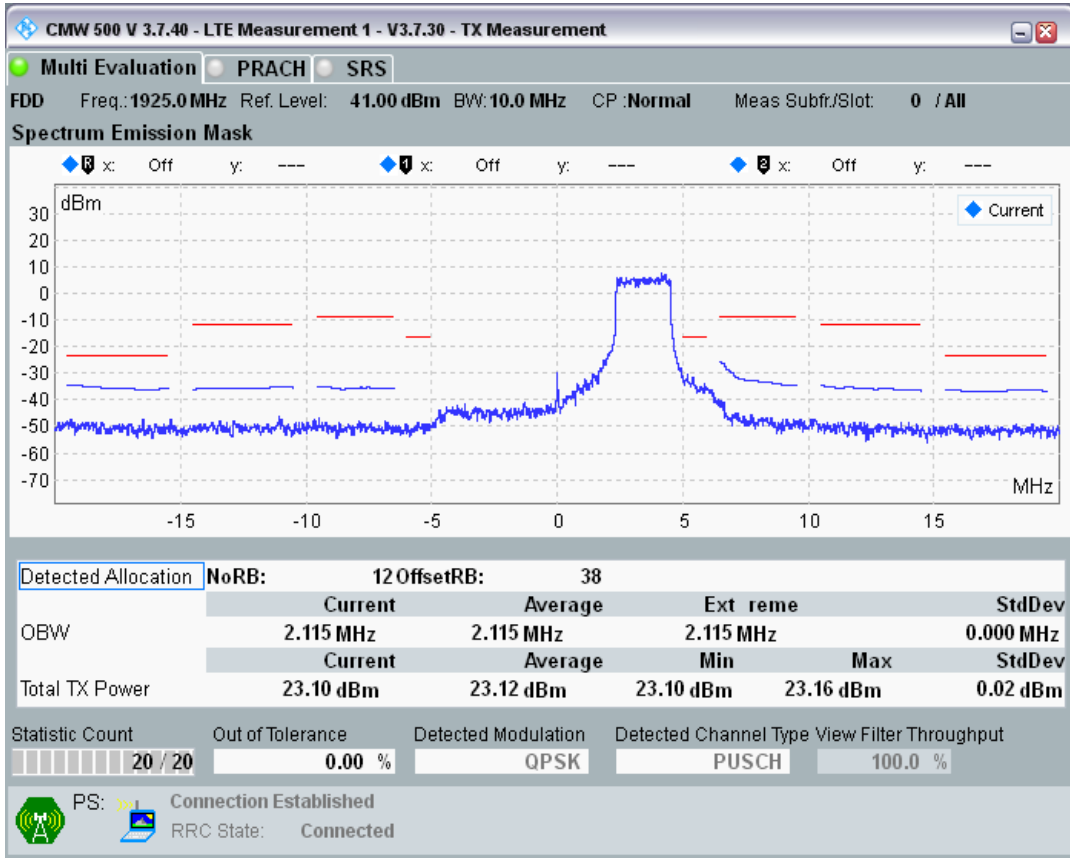 CMW 500 V 3.7.40 - LTE Measurement 1 - V3.7.30 - TX Measurement
Multi Evaluation PRACH SRS
FDD Freq.: 1925.0 MHz Ref. Level: 41.00 dBm BW: 10.0 MHz CP :Normal Meas Subfr./Slot: 0 / All
Spectrum Emission Mask
R x: Off y: --- 1 x: Off y: --- 2 x: Off y: ---
dBm
Current
30
20
10
0
-10
-20
-30
-40
-50
-60
-70
MHz
-15 -10 -5 0 5 10 15
Detected Allocation NoRB: 12 OffsetRB: 38
Current Average Ext reme StdDev
OBW 2.115 MHz 2.115 MHz 2.115 MHz 0.000 MHz
Current Average Min Max StdDev
Total TX Power 23.10 dBm 23.12 dBm 23.10 dBm 23.16 dBm 0.02 dBm
Statistic Count Out of Tolerance Detected Modulation Detected Channel Type View Filter Throughput
20 / 20 0.00 % QPSK PUSCH 100.0 %
PS: Connection Established
RRC State: Connected